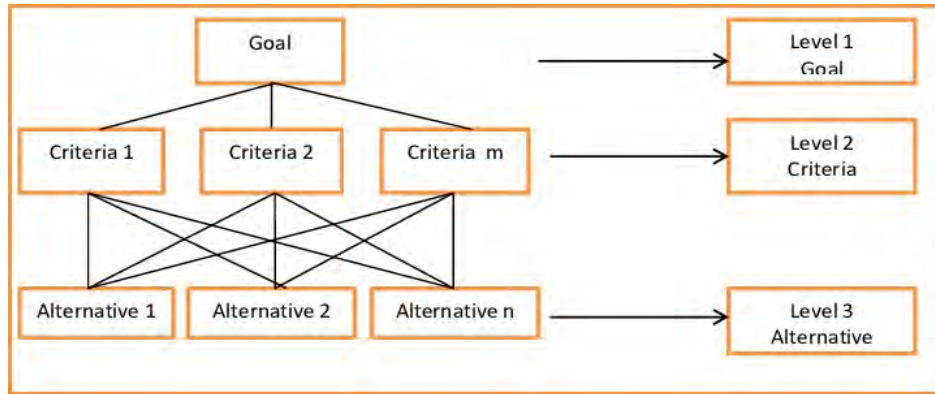 Goal
Level 1
Goal
Criteria 1
Criteria 2
Criteria m
Level 2
Criteria
Alternative 1
Alternative 2
Alternative n
Level 3
Alternative